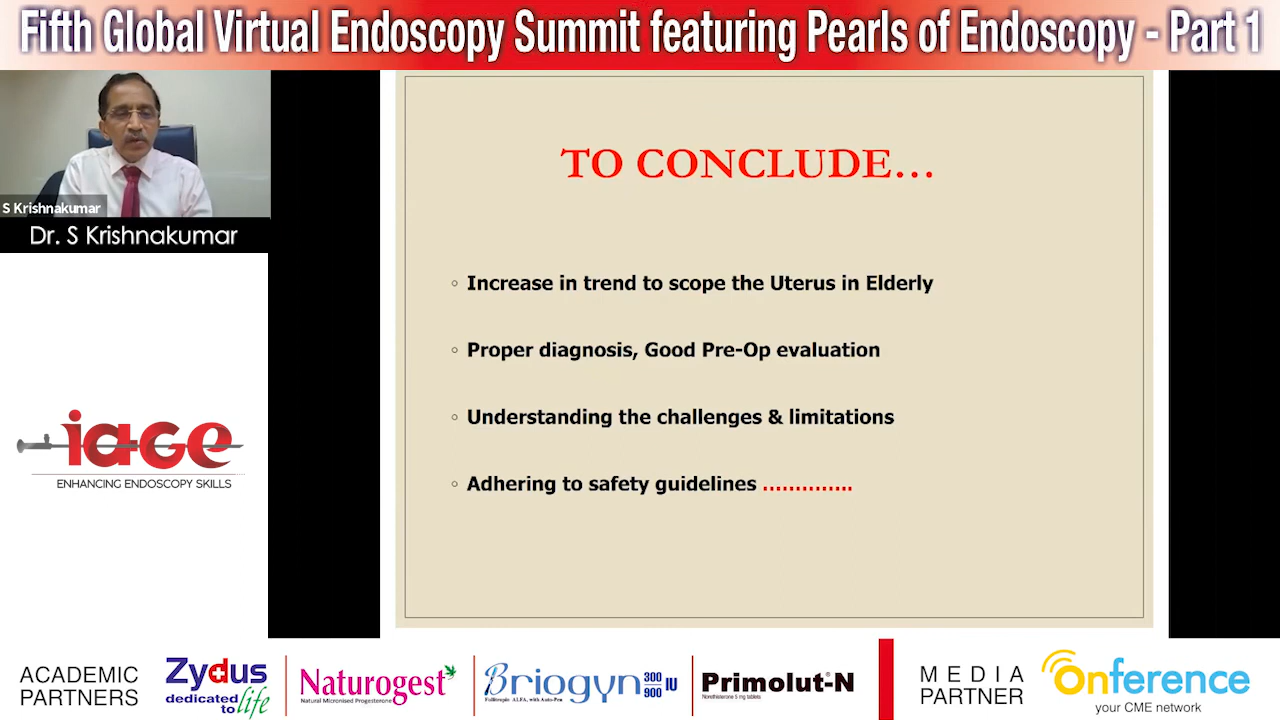 Fifth Global Virtual Endoscopy Summit featuring Pearls of Endoscopy - Part 1
S Krishnakumar
Dr. S Krishnakumar
TO CONCLUDE...
Increase in trend to scope the Uterus in Elderly
Proper diagnosis, Good Pre-Op evaluation
Understanding the challenges & limitations
Adhering to safety guidelines ..............
iage
ENHANCING ENDOSCOPY SKILLS
ACADEMIC
PARTNERS
Zydus
dedicated
to life
Naturogest
Natural Micronised Progesterone
Briogyn 300 900 IU
Follitropin ALFA, with Auto-Pen
Primolut®-N
Norethisterone 5 mg tablets
MEDIA
PARTNER
Onference
your CME network